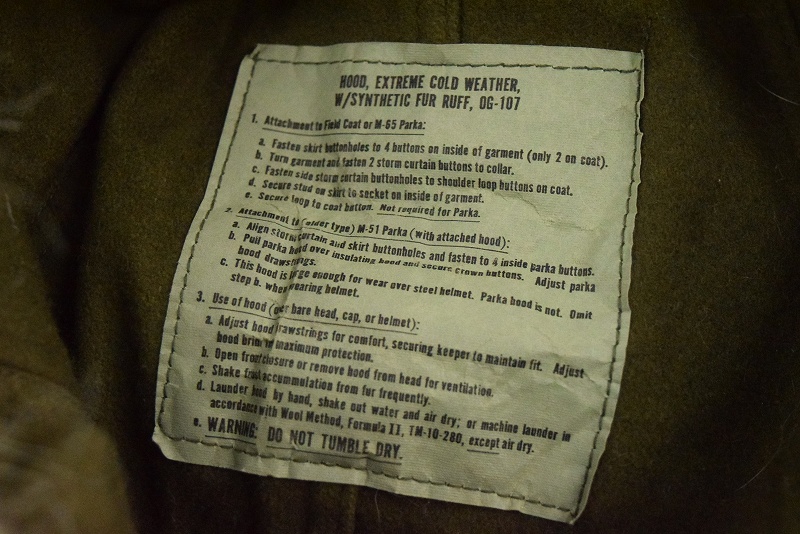 HOOD, EXTREME COLD WEATHER,
W/SYNTHETIC FUR RUFF, OG-107
1. Attachment to Field Coat or M-65 Parka:
a. Fasten skirt buttonholes to 4 buttons on inside of garment (only 2 on coat).
b. Turn garment and fasten 2 storm curtain buttons to collar.
c. Fasten side storm curtain buttonholes to shoulder loop buttons on coat.
d. Secure stud on skirt to socket on inside of garment.
e. Secure loop to coat button. Not required for Parka.
2. Attachment to (older type) M-51 Parka (with attached hood):
a. Align storm curtain and skirt buttonholes and fasten to 4 inside parka buttons.
b. Pull parka hood over insulating hood and secure crown buttons. Adjust parka
hood drawstrings.
c. This hood is large enough for wear over steel helmet. Parka hood is not. Omit
step b. when wearing helmet.
3. Use of hood (over bare head, cap, or helmet):
a. Adjust hood drawstrings for comfort, securing keeper to maintain fit. Adjust
hood brim for maximum protection.
b. Open front closure or remove hood from head for ventilation.
c. Shake frost accummulation from fur frequently.
d. Launder hood by hand, shake out water and air dry; or machine launder in
accordance with Wool Method, Formula II, TM-10-280, except air dry.
e. WARNING: DO NOT TUMBLE DRY.